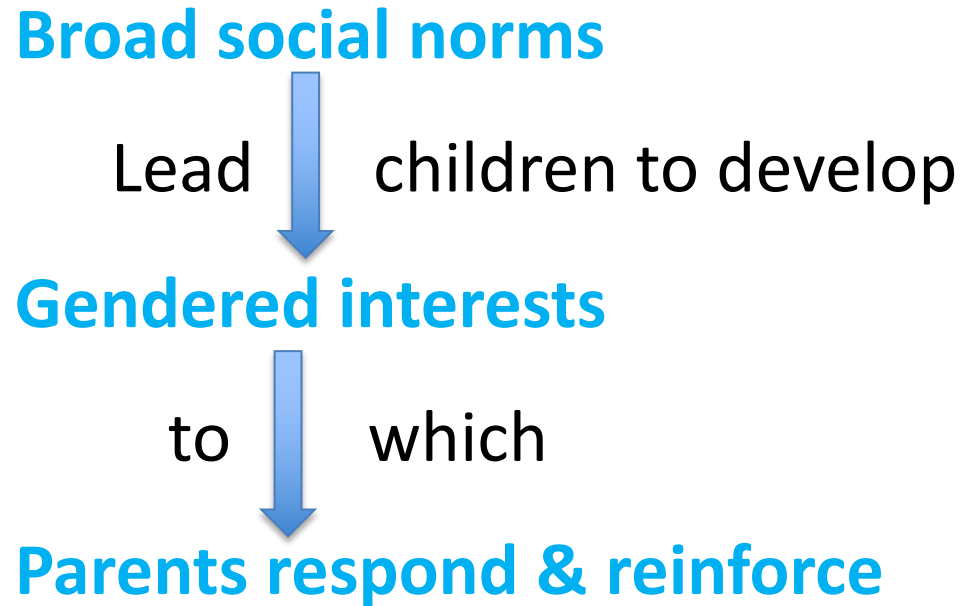 Broad social norms
Lead children to develop
Gendered interests
to which
Parents respond & reinforce